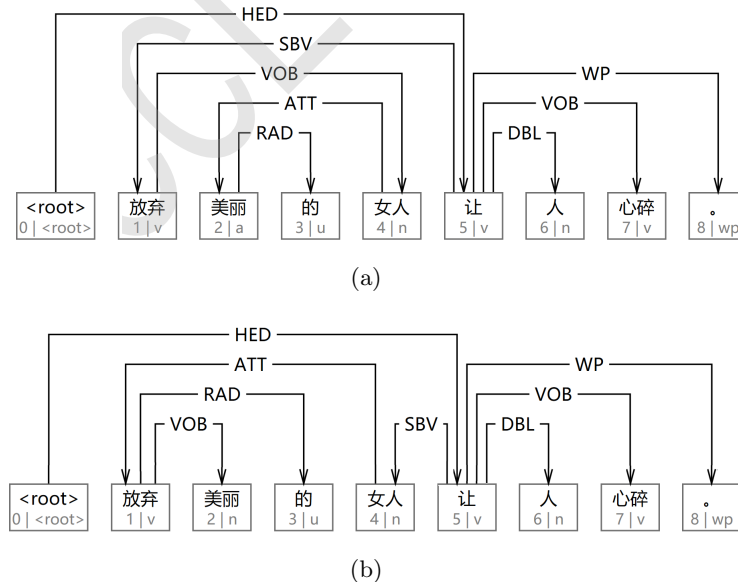 HED
SBV
VOB WP
ATT VOB
RAD DBL
<root> 放弃 美丽 的 女人 让 人 心碎 。
0 | <root> 1 | v 2 | a 3 | u 4 | n 5 | v 6 | n 7 | v 8 | wp
(a)
HED
ATT WP
RAD VOB
VOB SBV DBL
<root> 放弃 美丽 的 女人 让 人 心碎 。
0 | <root> 1 | v 2 | n 3 | u 4 | n 5 | v 6 | n 7 | v 8 | wp
(b)